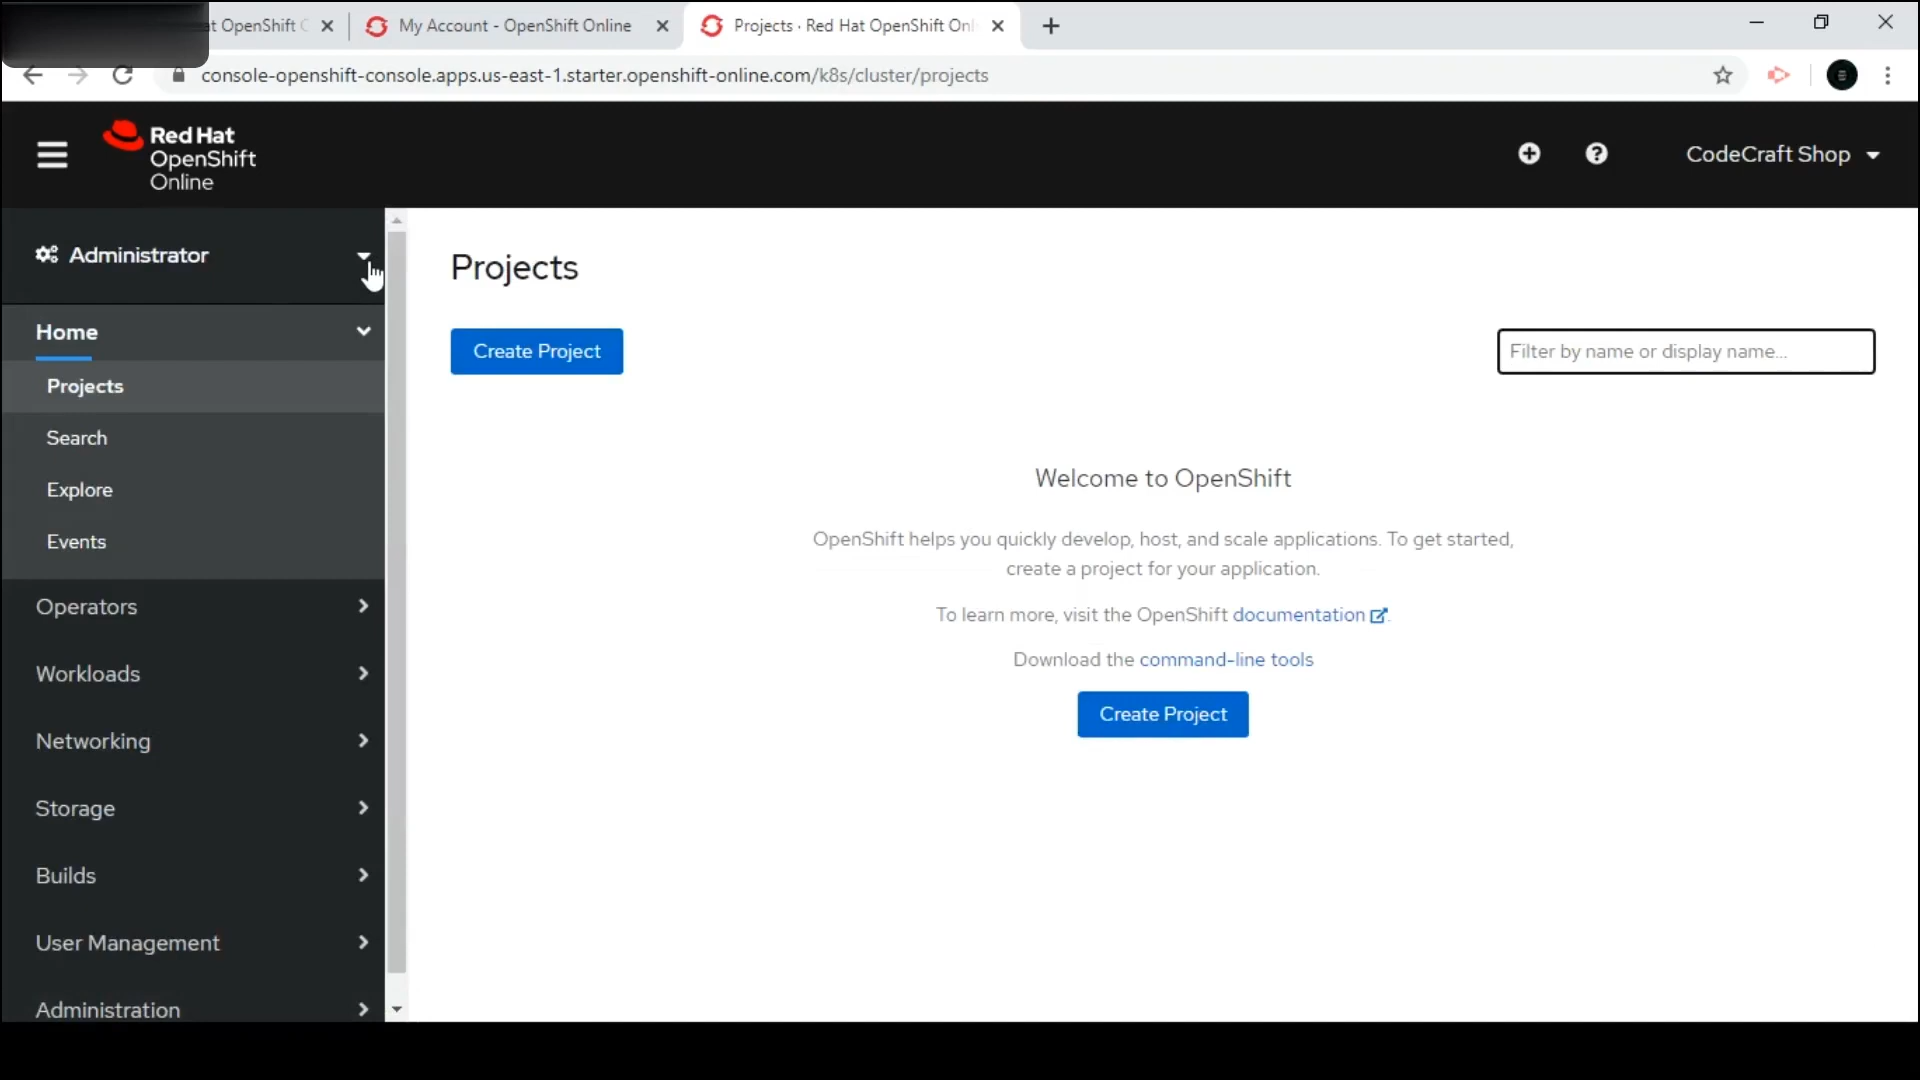 at OpenShift
My Account - OpenShift Online
Projects · Red Hat OpenShift Onl
console-openshift-console.apps.us-east-1.starter.openshift-online.com/k8s/cluster/projects
Red Hat
OpenShift
Online
CodeCraft Shop
Administrator
Home
Projects
Search
Explore
Events
Operators
Workloads
Networking
Storage
Builds
User Management
Administration
Projects
Create Project
Filter by name or display name...
Welcome to OpenShift
OpenShift helps you quickly develop, host, and scale applications. To get started,
create a project for your application.
To learn more, visit the OpenShift documentation.
Download the command-line tools
Create Project